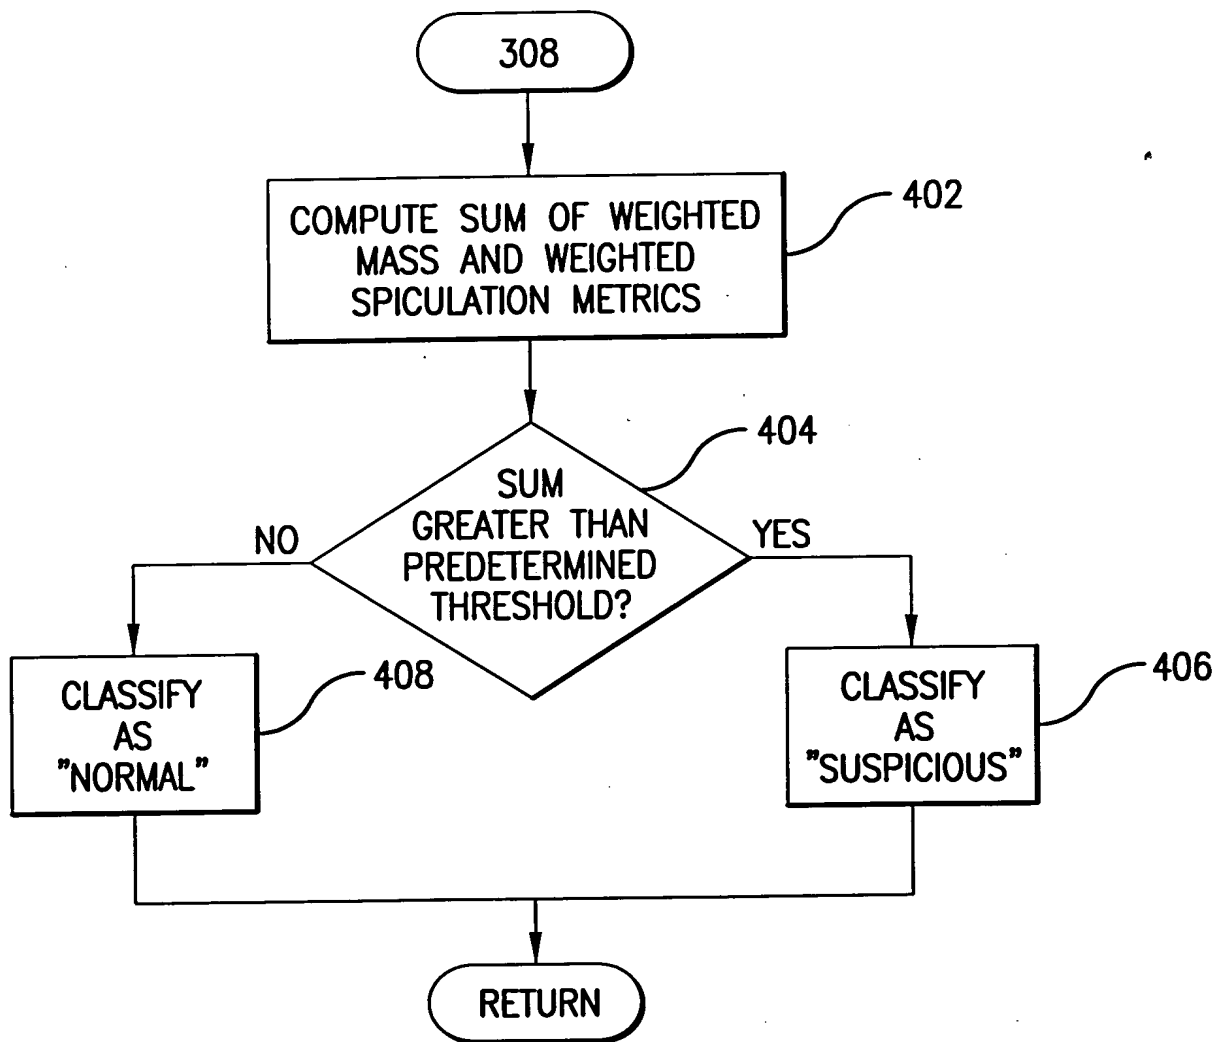 308
COMPUTE SUM OF WEIGHTED
MASS AND WEIGHTED
SPICULATION METRICS
402
SUM
GREATER THAN
PREDETERMINED
THRESHOLD?
404
NO
YES
CLASSIFY
AS
"NORMAL"
408
CLASSIFY
AS
"SUSPICIOUS"
406
RETURN